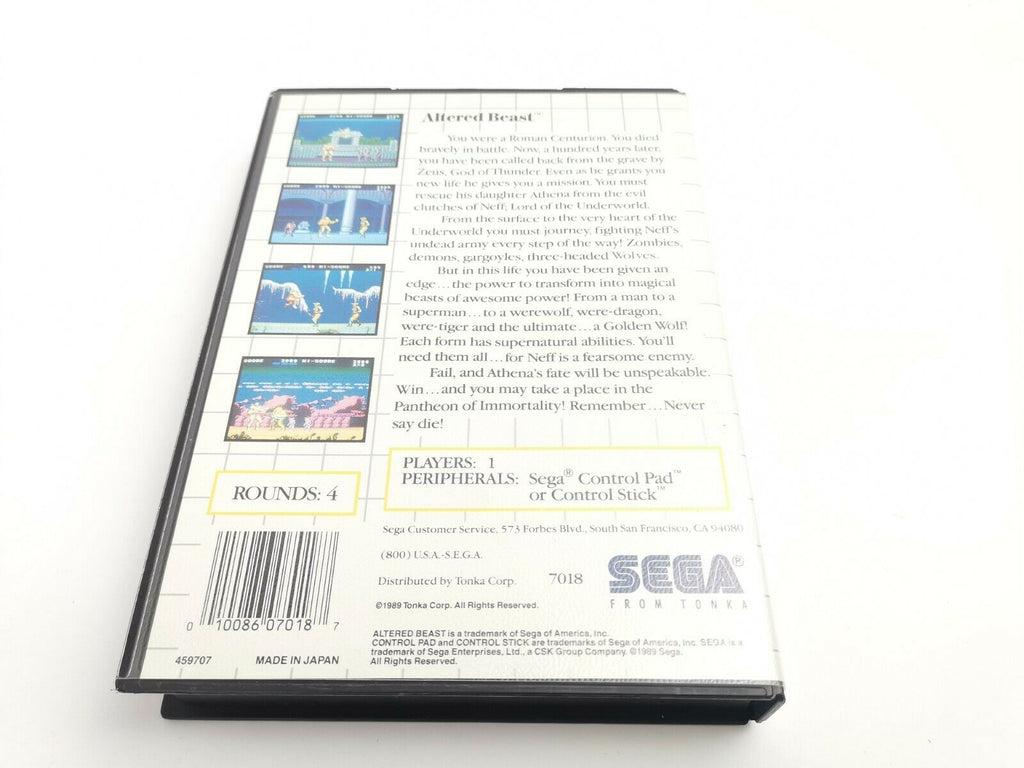 Altered Beast™
You were a Roman Centurion. You died
bravely in battle. Now, a hundred years later,
you have been called back from the grave by
Zeus, God of Thunder. Even as he grants you
new life he gives you a mission. You must
rescue his daughter Athena from the evil
clutches of Neff; Lord of the Underworld.
From the surface to the very heart of the
Underworld you must journey, fighting Neff's
undead army every step of the way! Zombies,
demons, gargoyles, three-headed Wolves.
But in this life you have been given an
edge...the power to transform into magical
beasts of awesome power! From a man to a
superman...to a werewolf, were-dragon,
were-tiger and the ultimate...a Golden Wolf!
Each form has supernatural abilities. You'll
need them all...for Neff is a fearsome enemy.
Fail, and Athena's fate will be unspeakable.
Win...and you may take a place in the
Pantheon of Immortality! Remember...Never
say die!
ROUNDS: 4
PLAYERS: 1
PERIPHERALS: Sega® Control Pad™
or Control Stick™
Sega Customer Service, 573 Forbes Blvd., South San Francisco, CA 94080
(800) U.S.A.-S.E.G.A.
Distributed by Tonka Corp. 7018
SEGA®
FROM TONKA
©1989 Tonka Corp. All Rights Reserved.
0 10086 07018 7
ALTERED BEAST is a trademark of Sega of America, Inc.
CONTROL PAD and CONTROL STICK are trademarks of Sega of America, Inc. SEGA is a
trademark of Sega Enterprises, Ltd., a CSK Group Company. ©1989 Sega.
All Rights Reserved.
459707 MADE IN JAPAN